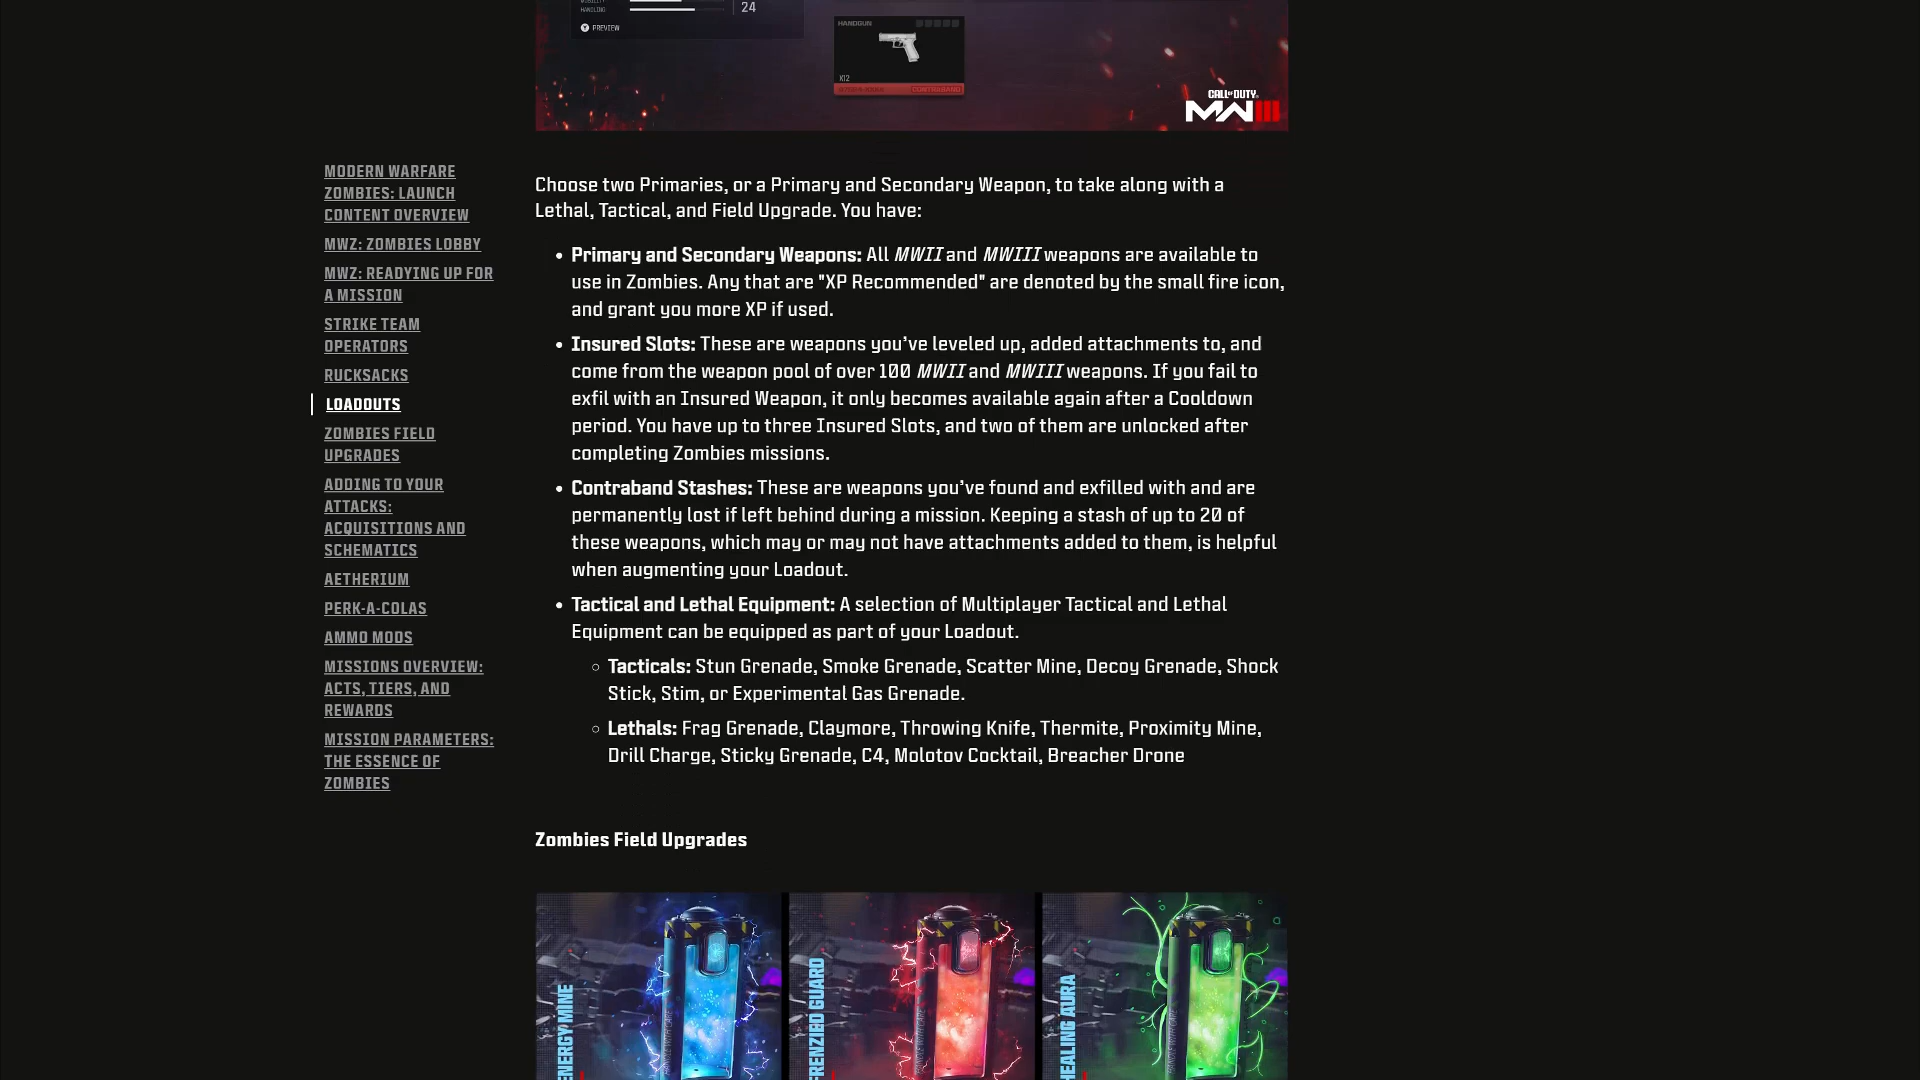 24
PREVIEW
HANDGUN
K12
CONTRABAND
CALL OF DUTY
MWIII
MODERN WARFARE
ZOMBIES: LAUNCH
CONTENT OVERVIEW
MWZ: ZOMBIES LOBBY
MWZ: READYING UP FOR
A MISSION
STRIKE TEAM
OPERATORS
RUCKSACKS
LOADOUTS
ZOMBIES FIELD
UPGRADES
ADDING TO YOUR
ATTACKS:
ACQUISITIONS AND
SCHEMATICS
AETHERIUM
PERK-A-COLAS
AMMO MODS
MISSIONS OVERVIEW:
ACTS, TIERS, AND
REWARDS
MISSION PARAMETERS:
THE ESSENCE OF
ZOMBIES
Choose two Primaries, or a Primary and Secondary Weapon, to take along with a
Lethal, Tactical, and Field Upgrade. You have:
• Primary and Secondary Weapons: All MWII and MWIII weapons are available to
use in Zombies. Any that are "XP Recommended" are denoted by the small fire icon,
and grant you more XP if used.
• Insured Slots: These are weapons you’ve leveled up, added attachments to, and
come from the weapon pool of over 100 MWII and MWIII weapons. If you fail to
exfil with an Insured Weapon, it only becomes available again after a Cooldown
period. You have up to three Insured Slots, and two of them are unlocked after
completing Zombies missions.
• Contraband Stashes: These are weapons you’ve found and exfilled with and are
permanently lost if left behind during a mission. Keeping a stash of up to 20 of
these weapons, which may or may not have attachments added to them, is helpful
when augmenting your Loadout.
• Tactical and Lethal Equipment: A selection of Multiplayer Tactical and Lethal
Equipment can be equipped as part of your Loadout.
◦ Tacticals: Stun Grenade, Smoke Grenade, Scatter Mine, Decoy Grenade, Shock
Stick, Stim, or Experimental Gas Grenade.
◦ Lethals: Frag Grenade, Claymore, Throwing Knife, Thermite, Proximity Mine,
Drill Charge, Sticky Grenade, C4, Molotov Cocktail, Breacher Drone
Zombies Field Upgrades
ENERGY MINE
FRENZIED GUARD
HEALING AURA